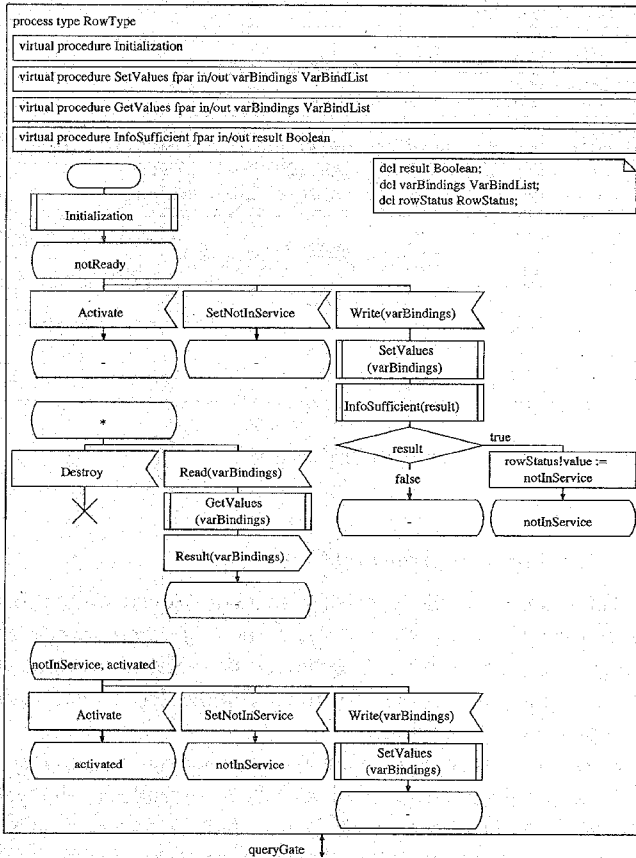 process type RowType
virtual procedure Initialization
virtual procedure SetValues fpar in/out varBindings VarBindList
virtual procedure GetValues fpar in/out varBindings VarBindList
virtual procedure InfoSufficient fpar in/out result Boolean
dcl result Boolean;
dcl varBindings VarBindList;
dcl rowStatus RowStatus;
Initialization
notReady
Activate
SetNotInService
Write(varBindings)
-
-
SetValues
(varBindings)
InfoSufficient(result)
result
true
false
rowStatus!value :=
notInService
-
notInService
*
Destroy
Read(varBindings)
GetValues
(varBindings)
Result(varBindings)
-
notInService, activated
Activate
SetNotInService
Write(varBindings)
activated
notInService
SetValues
(varBindings)
-
queryGate